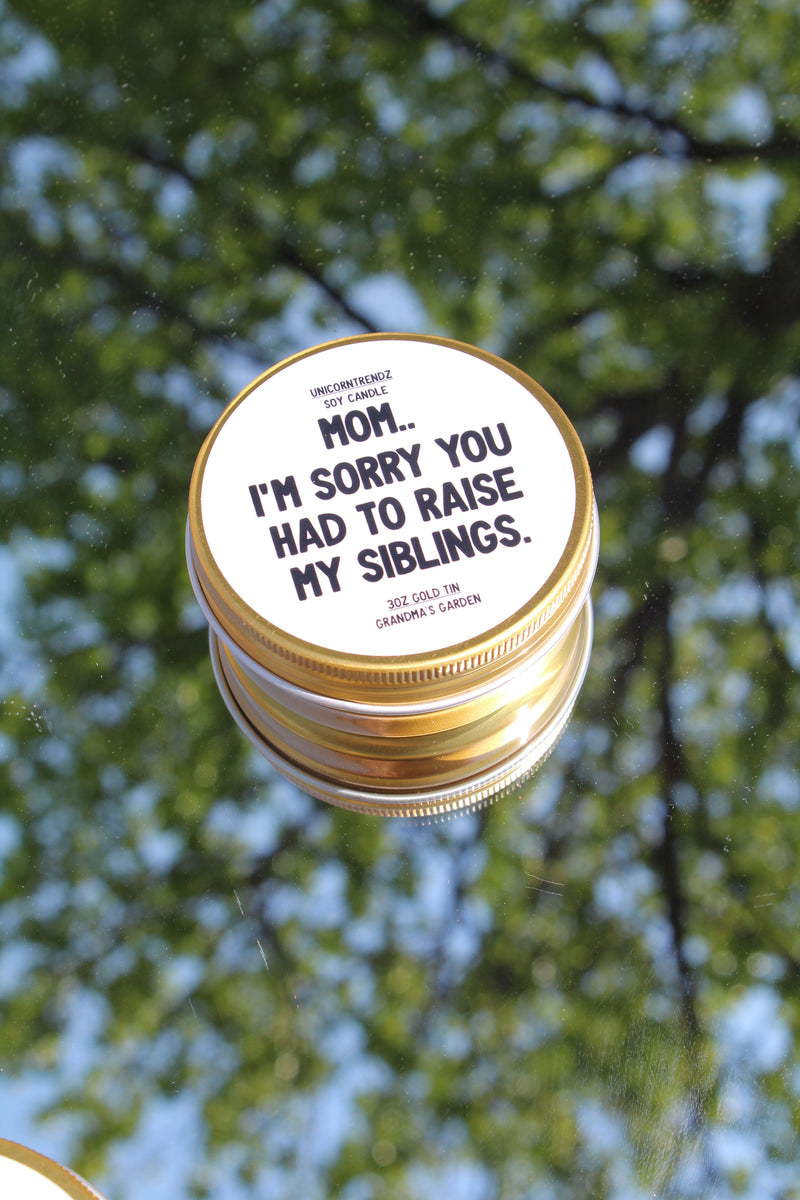 UNICORNTRENDZ
SOY CANDLE
MOM..
I'M SORRY YOU
HAD TO RAISE
MY SIBLINGS.
3OZ GOLD TIN
GRANDMA'S GARDEN